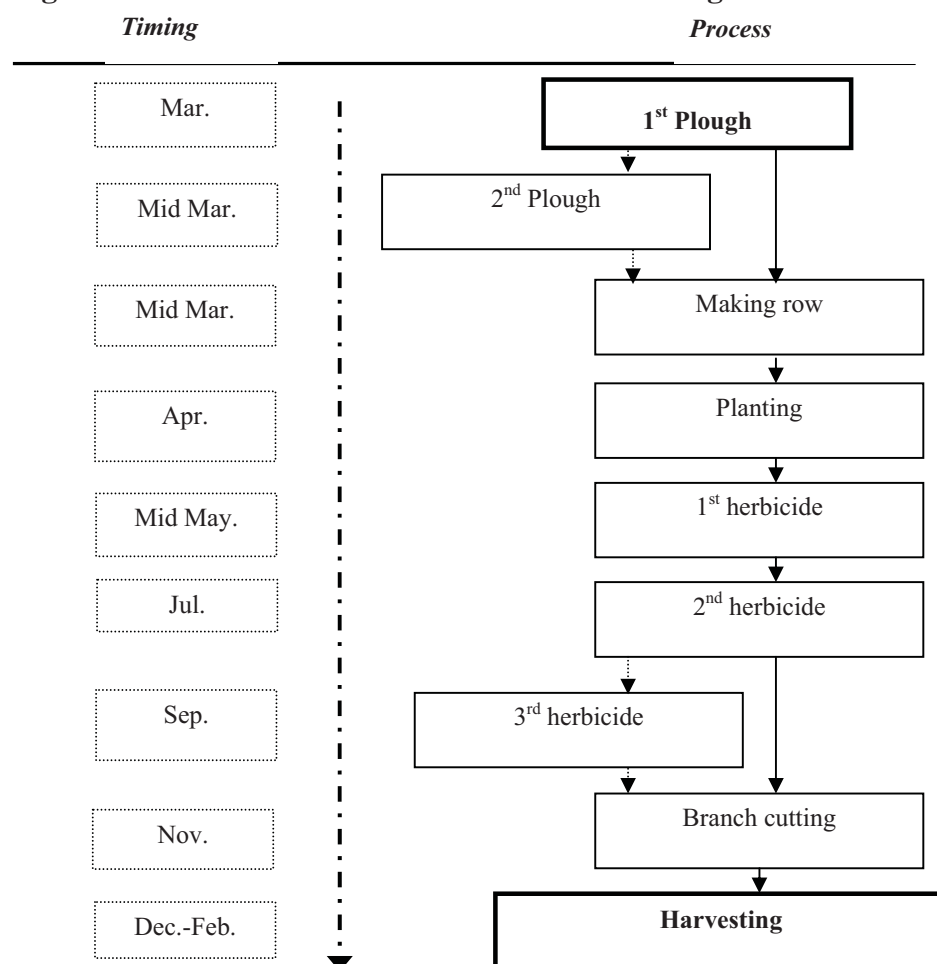 Timing Process
Mar. 1st Plough
Mid Mar. 2nd Plough
Mid Mar. Making row
Apr. Planting
Mid May. 1st herbicide
Jul. 2nd herbicide
Sep. 3rd herbicide
Nov. Branch cutting
Dec.-Feb. Harvesting